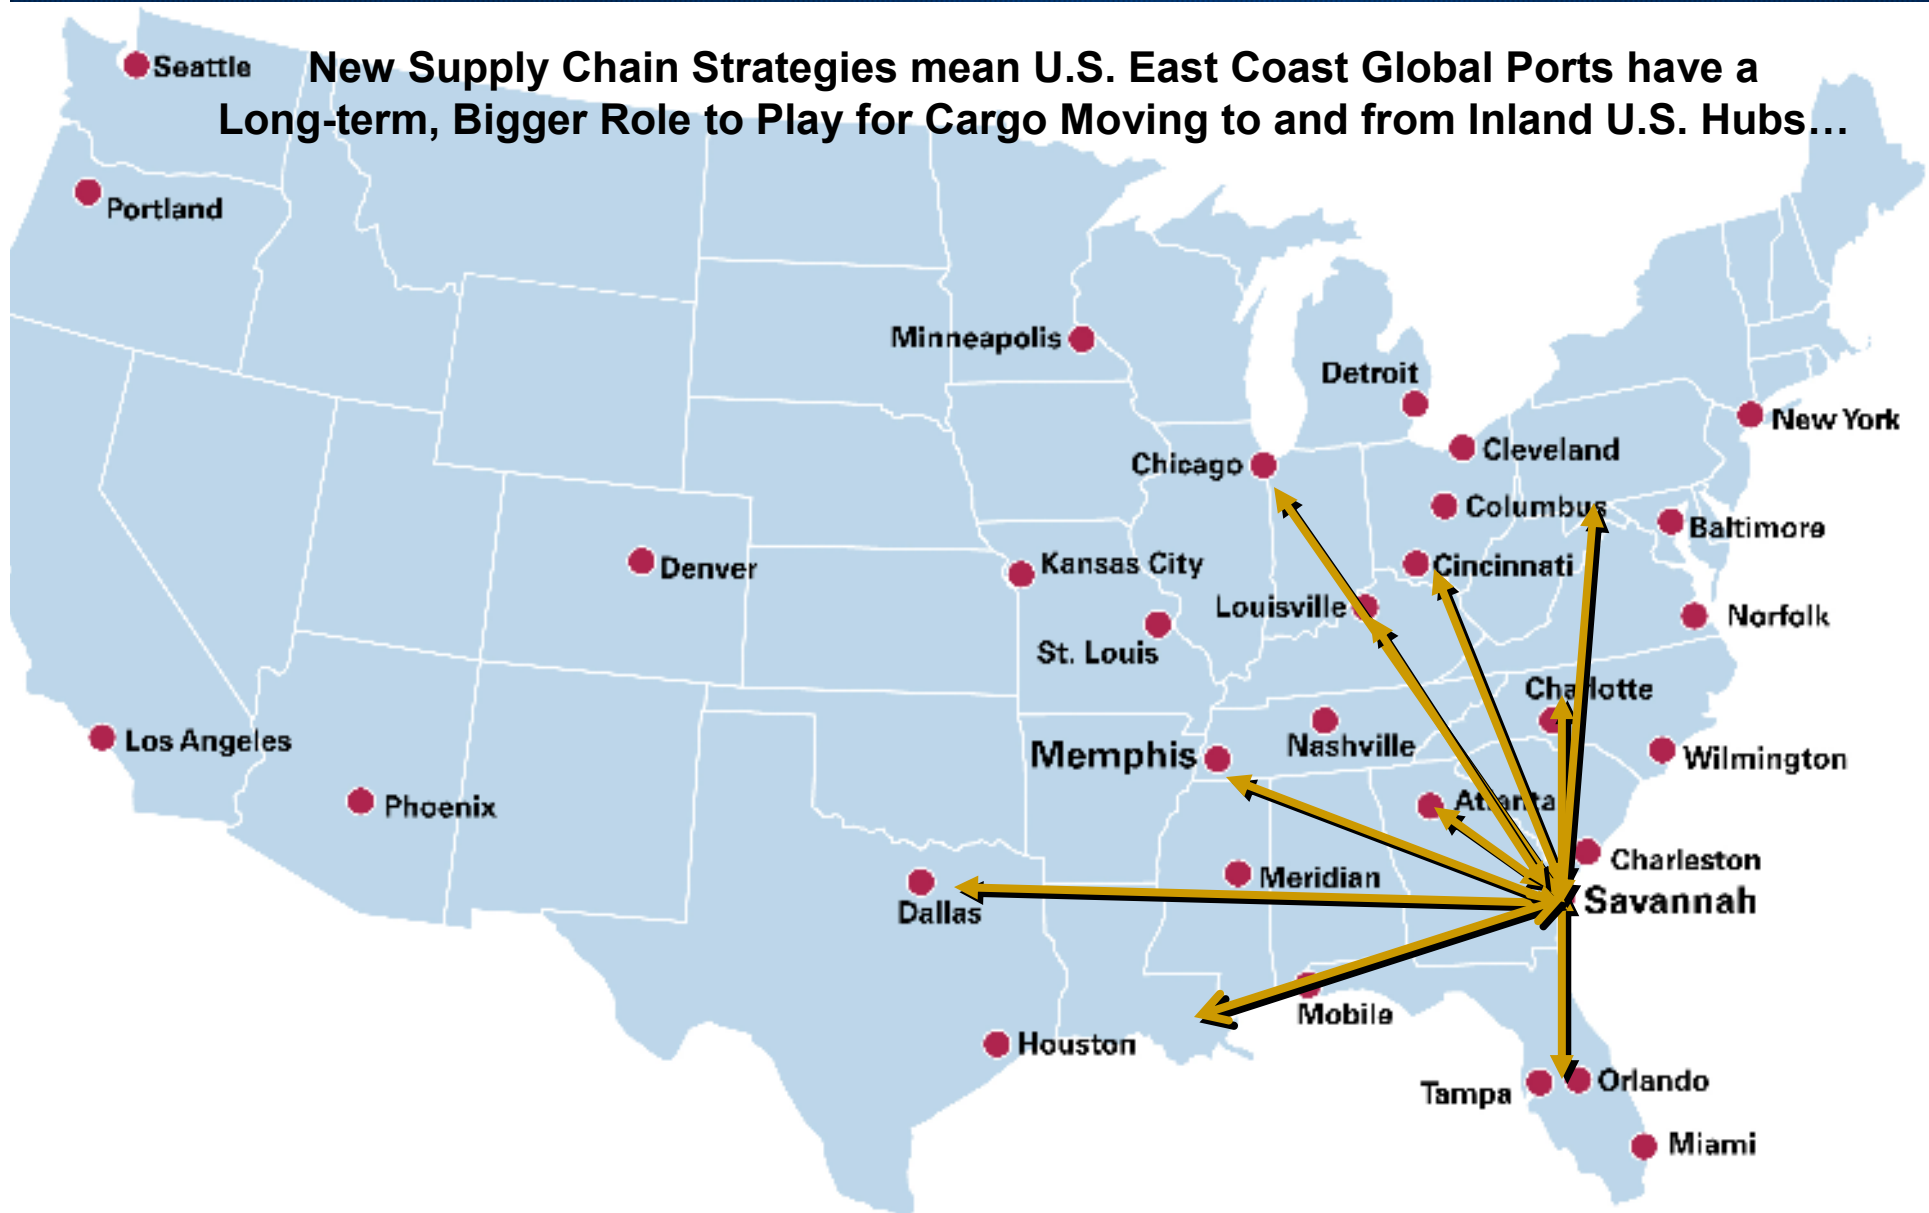 New Supply Chain Strategies mean U.S. East Coast Global Ports have a
Long-term, Bigger Role to Play for Cargo Moving to and from Inland U.S. Hubs…
Seattle
Portland
Minneapolis
Detroit
New York
Cleveland
Chicago
Columbus
Baltimore
Denver
Kansas City
Cincinnati
Louisville
Norfolk
St. Louis
Charlotte
Los Angeles
Nashville
Memphis
Wilmington
Phoenix
Atlanta
Charleston
Meridian
Savannah
Dallas
Mobile
Houston
Orlando
Tampa
Miami